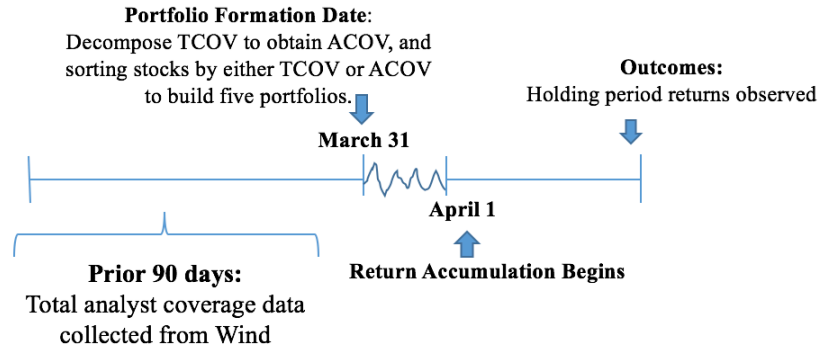 Portfolio Formation Date:
Decompose TCOV to obtain ACOV, and
sorting stocks by either TCOV or ACOV
to build five portfolios.
Outcomes:
Holding period returns observed
March 31
April 1
Return Accumulation Begins
Prior 90 days:
Total analyst coverage data
collected from Wind